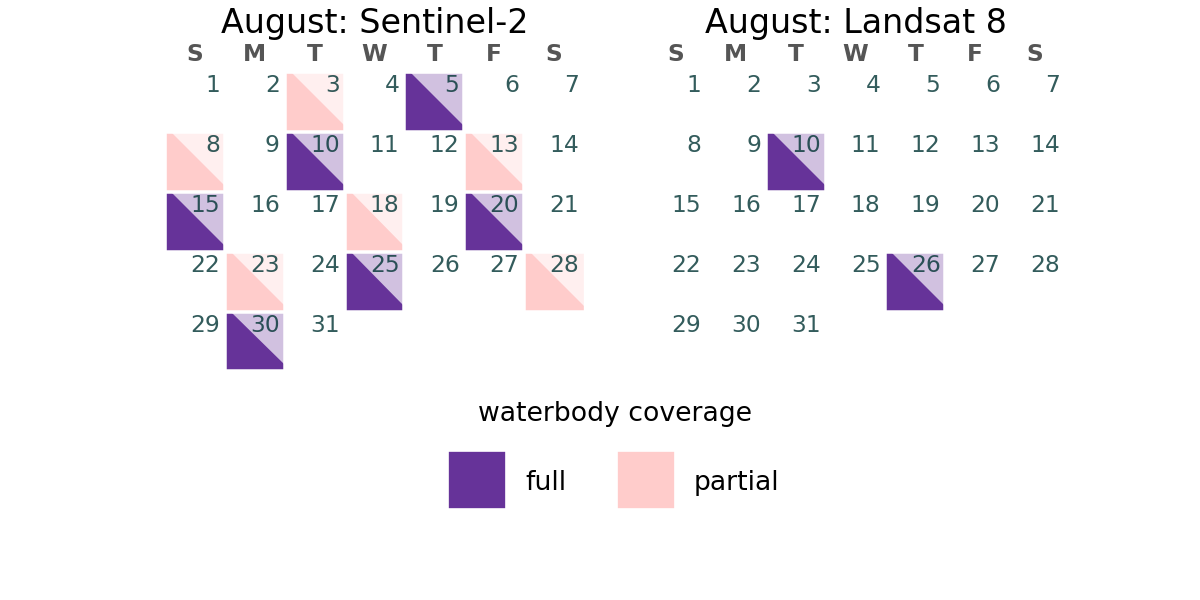 August: Sentinel-2
S M T W T F S
1 2 3 4 5 6 7
8 9 10 11 12 13 14
15 16 17 18 19 20 21
22 23 24 25 26 27 28
29 30 31
August: Landsat 8
S M T W T F S
1 2 3 4 5 6 7
8 9 10 11 12 13 14
15 16 17 18 19 20 21
22 23 24 25 26 27 28
29 30 31
waterbody coverage
full partial